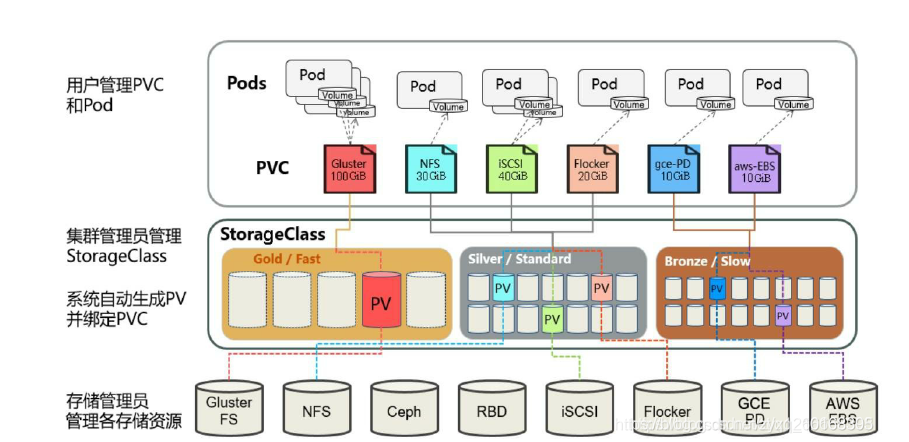 用户管理PVC
和Pod
Pods
Pod
Volume
Volume
Volume
Pod
Volume
Pod
Volume
Volume
Pod
Volume
Pod
Volume
Pod
Volume
PVC
Gluster
100GiB
NFS
30GiB
iSCSI
40GiB
Flocker
20GiB
gce-PD
10GiB
aws-EBS
10GiB
集群管理员管理
StorageClass
系统自动生成PV
并绑定PVC
StorageClass
Gold / Fast
PV
Silver / Standard
PV
PV
PV
Bronze / Slow
PV
PV
存储管理员
管理各存储资源
Gluster
FS
NFS
Ceph
RBD
iSCSI
Flocker
GCE
PD
AWS
EBS